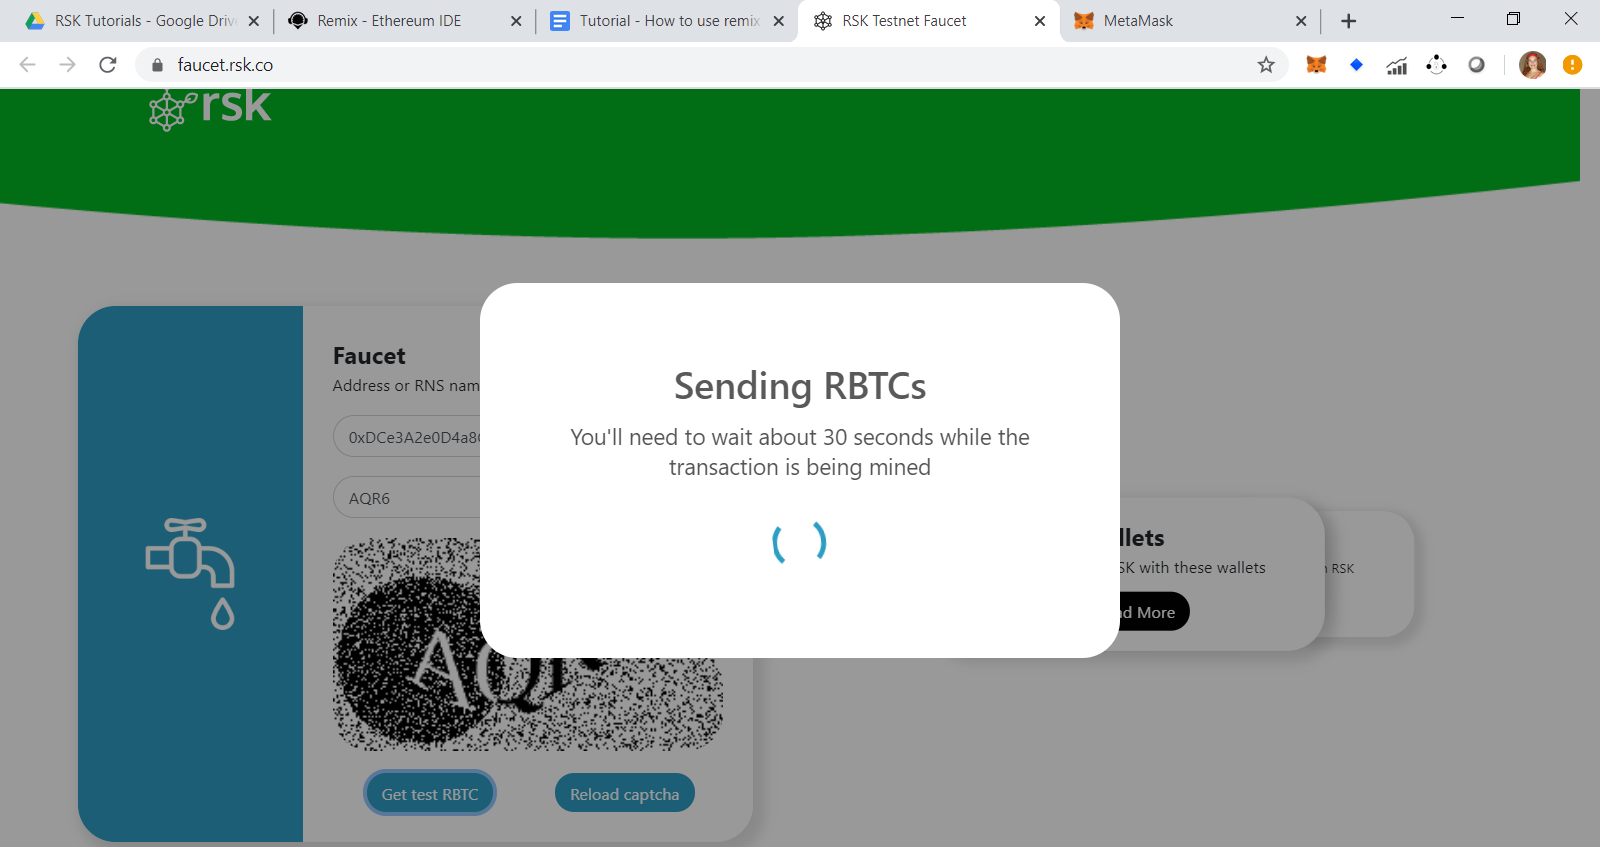 RSK Tutorials - Google Drive
Remix - Ethereum IDE
Tutorial - How to use remix
RSK Testnet Faucet
MetaMask
faucet.rsk.co
rsk
Faucet
Address or RNS nam
0xDCe3A2e0D4a8
AQR6
Sending RBTCs
You'll need to wait about 30 seconds while the
transaction is being mined
llets
SK with these wallets
n RSK
d More
AQR
Get test RBTC
Reload captcha